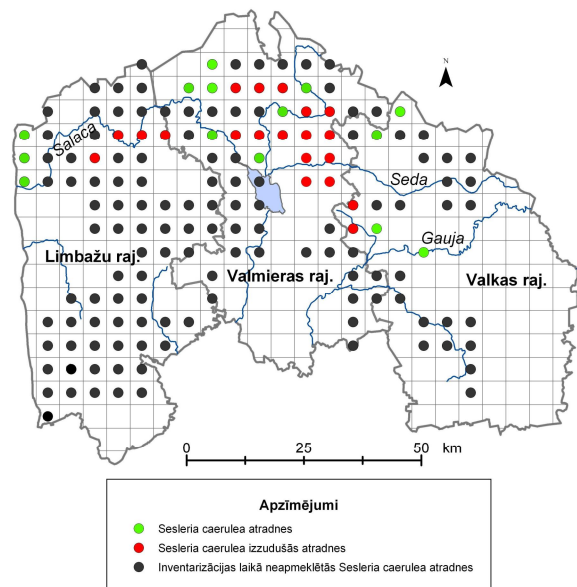 N
Salaca
Seda
Gauja
Limbažu raj.
Valmieras raj.
Valkas raj.
0 25 50 km
Apzīmējumi
Sesleria caerulea atradnes
Sesleria caerulea izzudušās atradnes
Inventarizācijas laikā neapmeklētās Sesleria caerulea atradnes